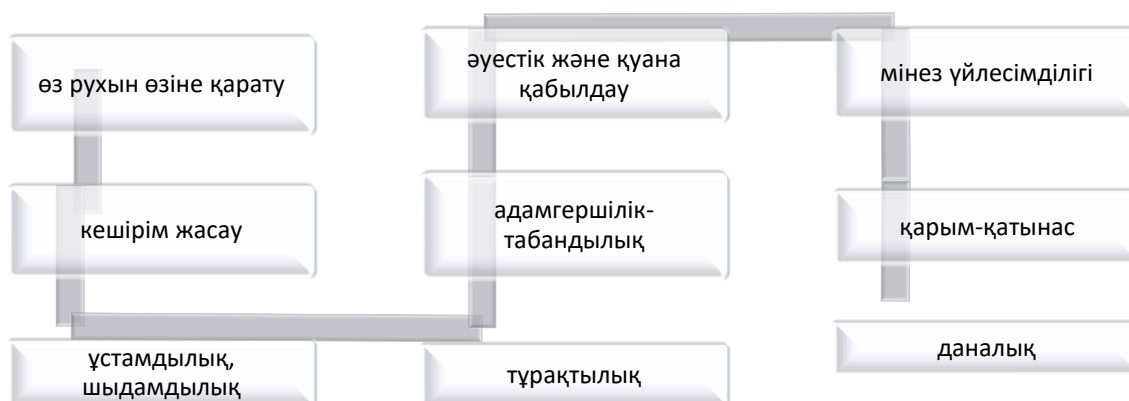 өз рухын өзіне қарату
кешірім жасау
ұстамдылық,
шыдамдылық
тұрақтылық
адамгершілік-
табандылық
әуестік және қуана
қабылдау
мінез үйлесімділігі
қарым-қатынас
даналық